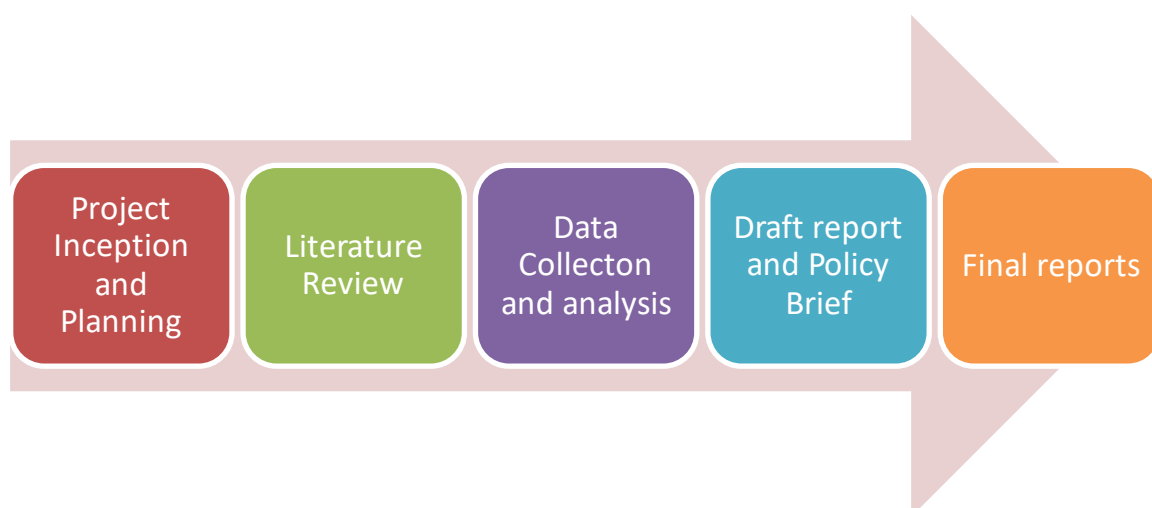 Project
Inception
and
Planning
Literature
Review
Data
Collecton
and analysis
Draft report
and Policy
Brief
Final reports